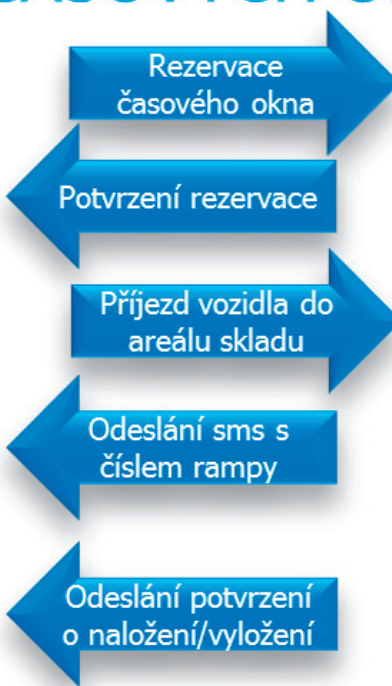 Rezervace
časového okna
Potvrzení rezervace
Příjezd vozidla do
areálu skladu
Odeslání sms s
číslem rampy
Odeslání potvrzení
o naložení/vyložení